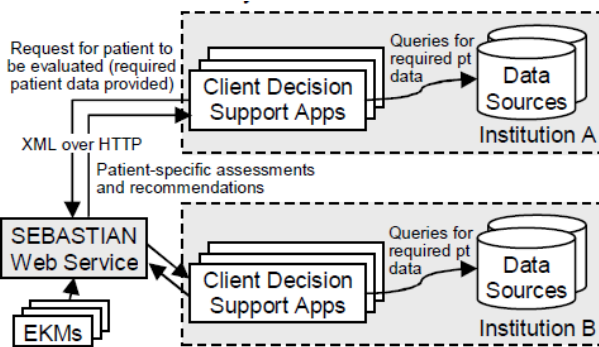 Request for patient to
be evaluated (required
patient data provided)
Client Decision
Support Apps
Queries for
required pt
data
Data
Sources
Institution A
XML over HTTP
Patient-specific assessments
and recommendations
SEBASTIAN
Web Service
EKMs
Client Decision
Support Apps
Queries for
required pt
data
Data
Sources
Institution B